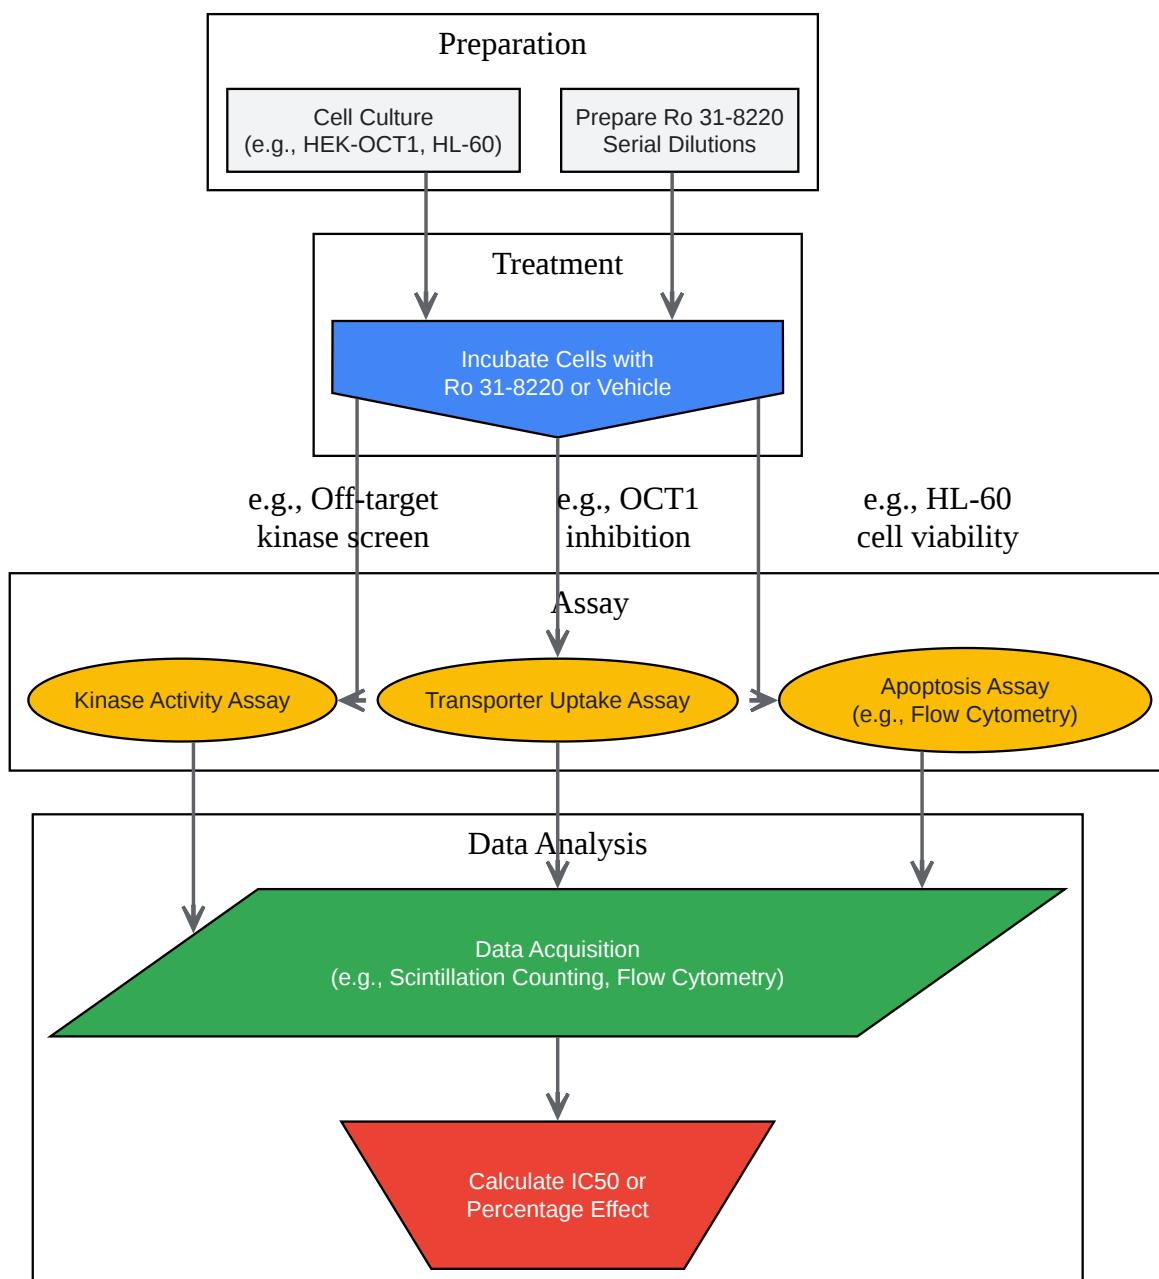 Preparation
Cell Culture
(e.g., HEK-OCT1, HL-60)
Prepare Ro 31-8220
Serial Dilutions
Treatment
Incubate Cells with
Ro 31-8220 or Vehicle
e.g., Off-target
kinase screen
e.g., OCT1
inhibition
e.g., HL-60
cell viability
Assay
Kinase Activity Assay
Transporter Uptake Assay
Apoptosis Assay
(e.g., Flow Cytometry)
Data Analysis
Data Acquisition
(e.g., Scintillation Counting, Flow Cytometry)
Calculate IC50 or
Percentage Effect